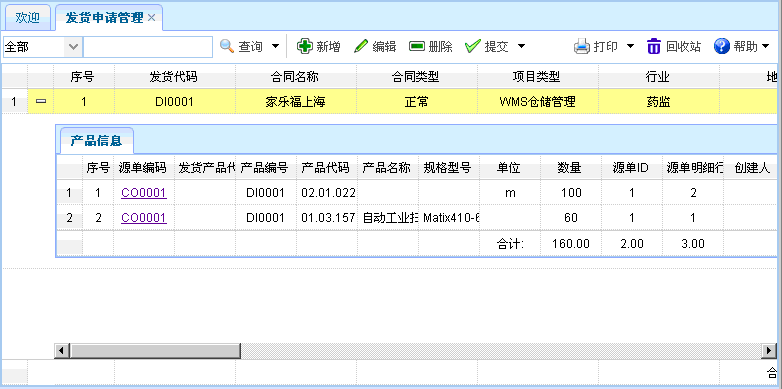 欢迎 发货申请管理
全部 查询 新增 编辑 删除 提交 打印 回收站 帮助
序号 发货代码 合同名称 合同类型 项目类型 行业 地
1 1 DI0001 家乐福上海 正常 WMS仓储管理 药监
产品信息
序号 源单编码 发货产品代 产品编号 产品代码 产品名称 规格型号 单位 数量 源单ID 源单明细行 创建人
1 1 CO0001 DI0001 02.01.022 m 100 1 2
2 2 CO0001 DI0001 01.03.157 自动工业扫 Matix410-6 60 1 1
合计: 160.00 2.00 3.00
合